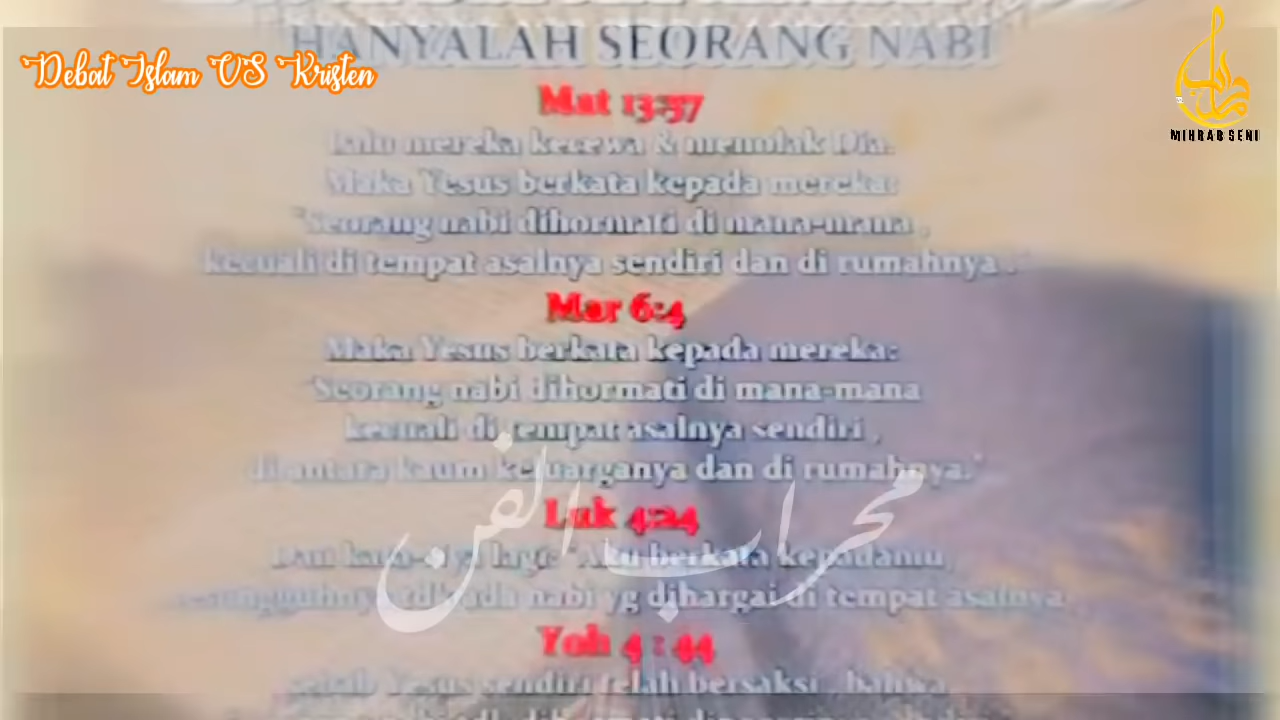 HANYALAH SEORANG NABI
Debat Islam VS Kristen
MIHRAB SENI
Mat 13:57
Lalu mereka kecewa & menolak Dia.
Maka Yesus berkata kepada mereka:
"Seorang nabi dihormati di mana-mana ,
kecuali di tempat asalnya sendiri dan di rumahnya ."
Mar 6:4
Maka Yesus berkata kepada mereka:
"Seorang nabi dihormati di mana-mana
kecuali di tempat asalnya sendiri ,
diantara kaum keluarganya dan di rumahnya."
محراب الفن
Luk 4:24
Dan kata-Nya lagi: "Aku berkata kepadamu ,
sesungguhnya tdk ada nabi yg dihargai di tempat asalnya
Yoh 4 : 44
sebab Yesus sendiri telah bersaksi , bahwa